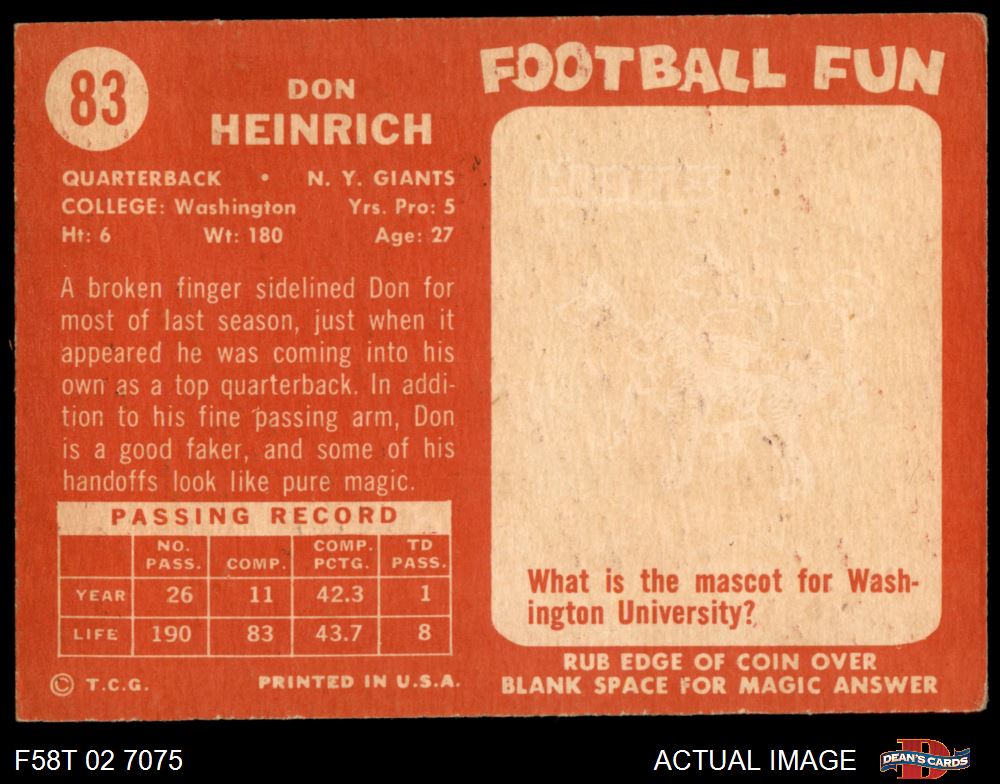 83
DON
HEINRICH
QUARTERBACK • N. Y. GIANTS
COLLEGE: Washington Yrs. Pro: 5
Ht: 6 Wt: 180 Age: 27
A broken finger sidelined Don for
most of last season, just when it
appeared he was coming into his
own as a top quarterback. In addi-
tion to his fine passing arm, Don
is a good faker, and some of his
handoffs look like pure magic.
PASSING RECORD
NO. PASS. COMP. COMP. PCTG. TD PASS.
YEAR 26 11 42.3 1
LIFE 190 83 43.7 8
© T.C.G. PRINTED IN U.S.A.
FOOTBALL FUN
What is the mascot for Wash-
ington University?
RUB EDGE OF COIN OVER
BLANK SPACE FOR MAGIC ANSWER
F58T 02 7075
ACTUAL IMAGE
DEAN'S CARDS